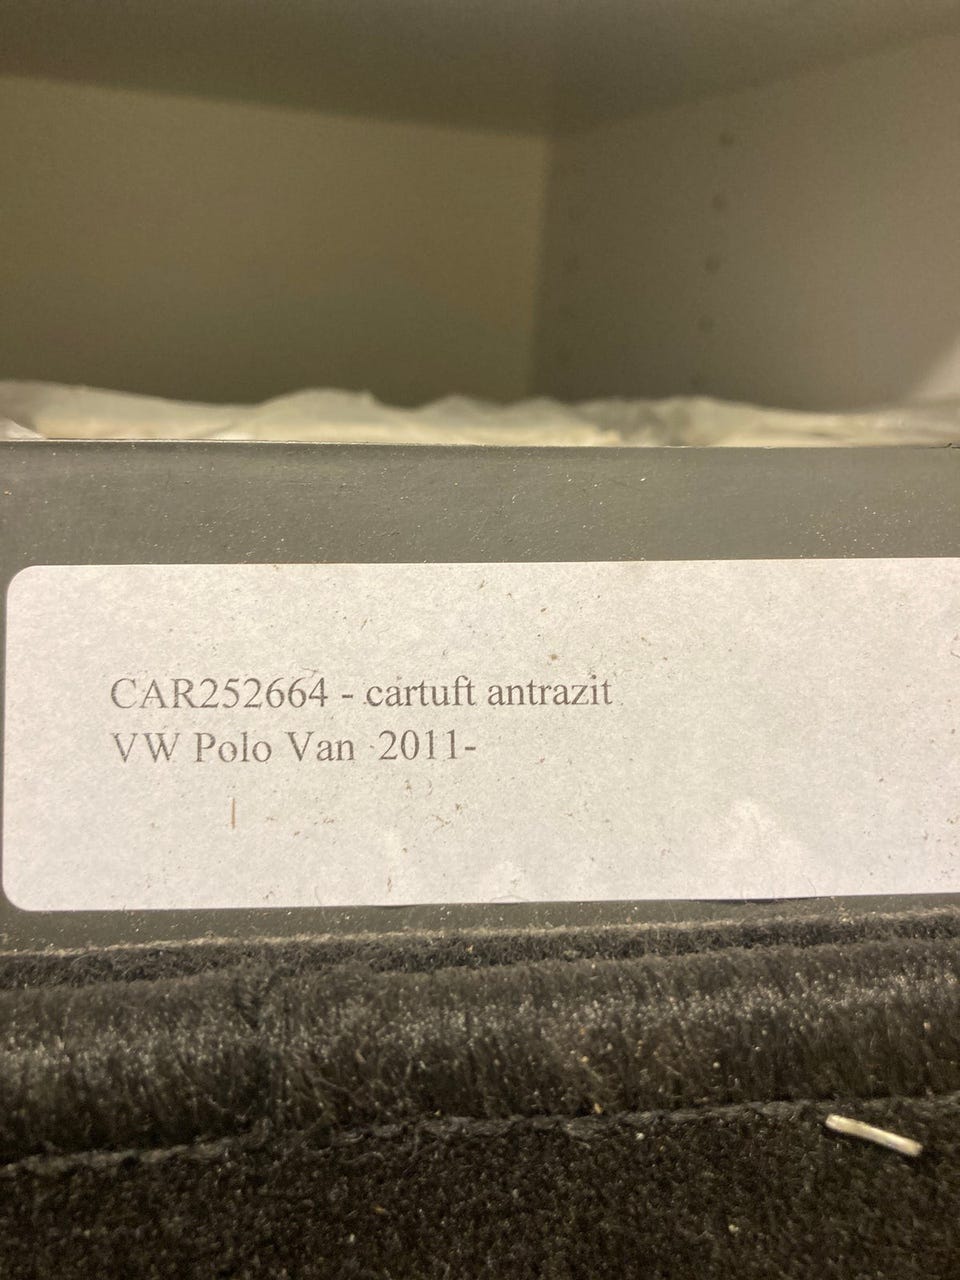 CAR252664 - cartuft antrazit
VW Polo Van 2011-